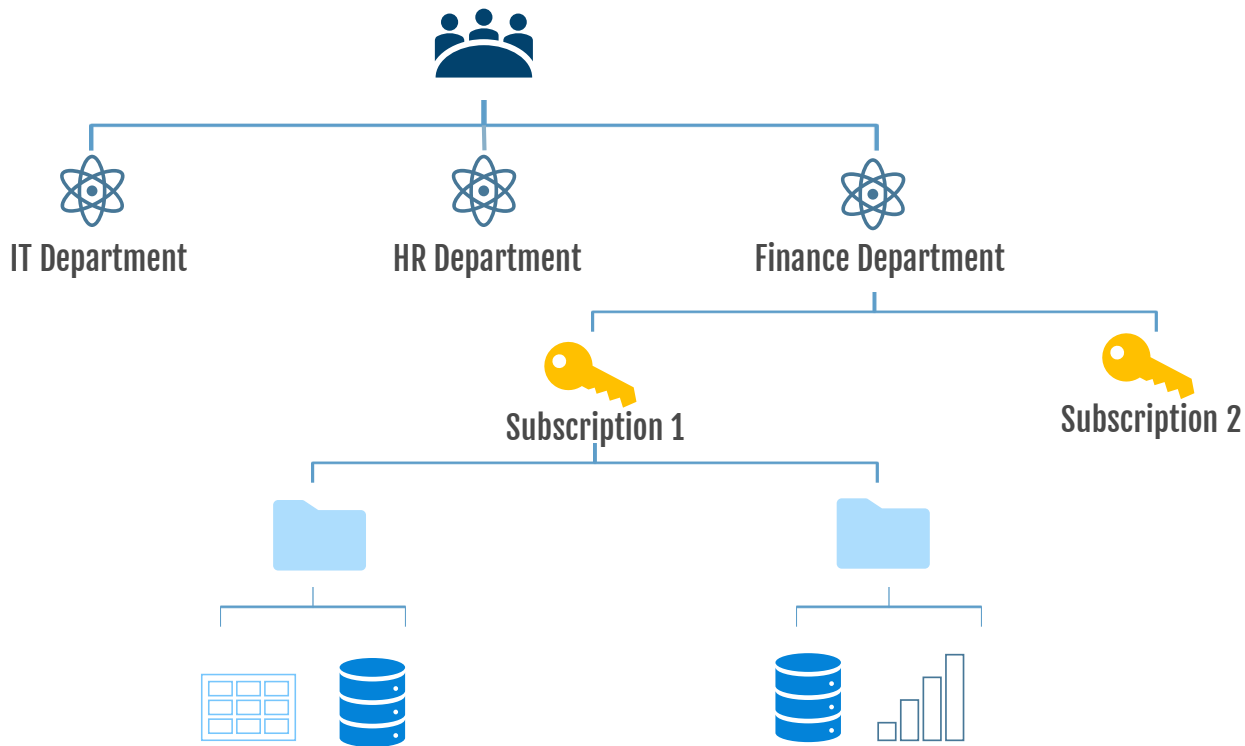 IT Department
HR Department
Finance Department
Subscription 1
Subscription 2